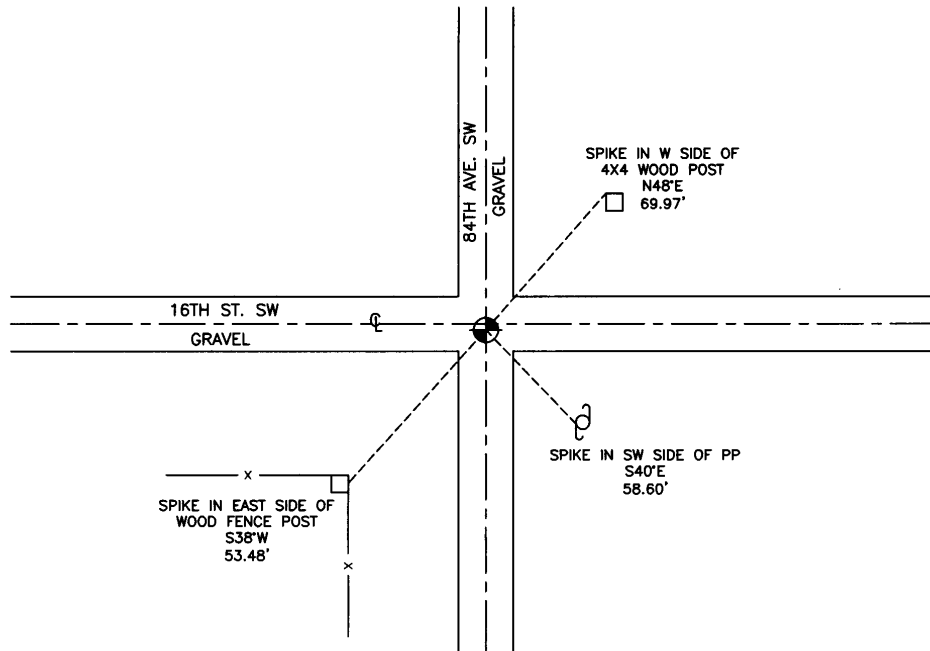 84TH AVE. SW
GRAVEL
SPIKE IN W SIDE OF
4X4 WOOD POST
N48°E
69.97'
16TH ST. SW
GRAVEL
℄
SPIKE IN SW SIDE OF PP
S40°E
58.60'
X
SPIKE IN EAST SIDE OF
WOOD FENCE POST
S38°W
53.48'
X